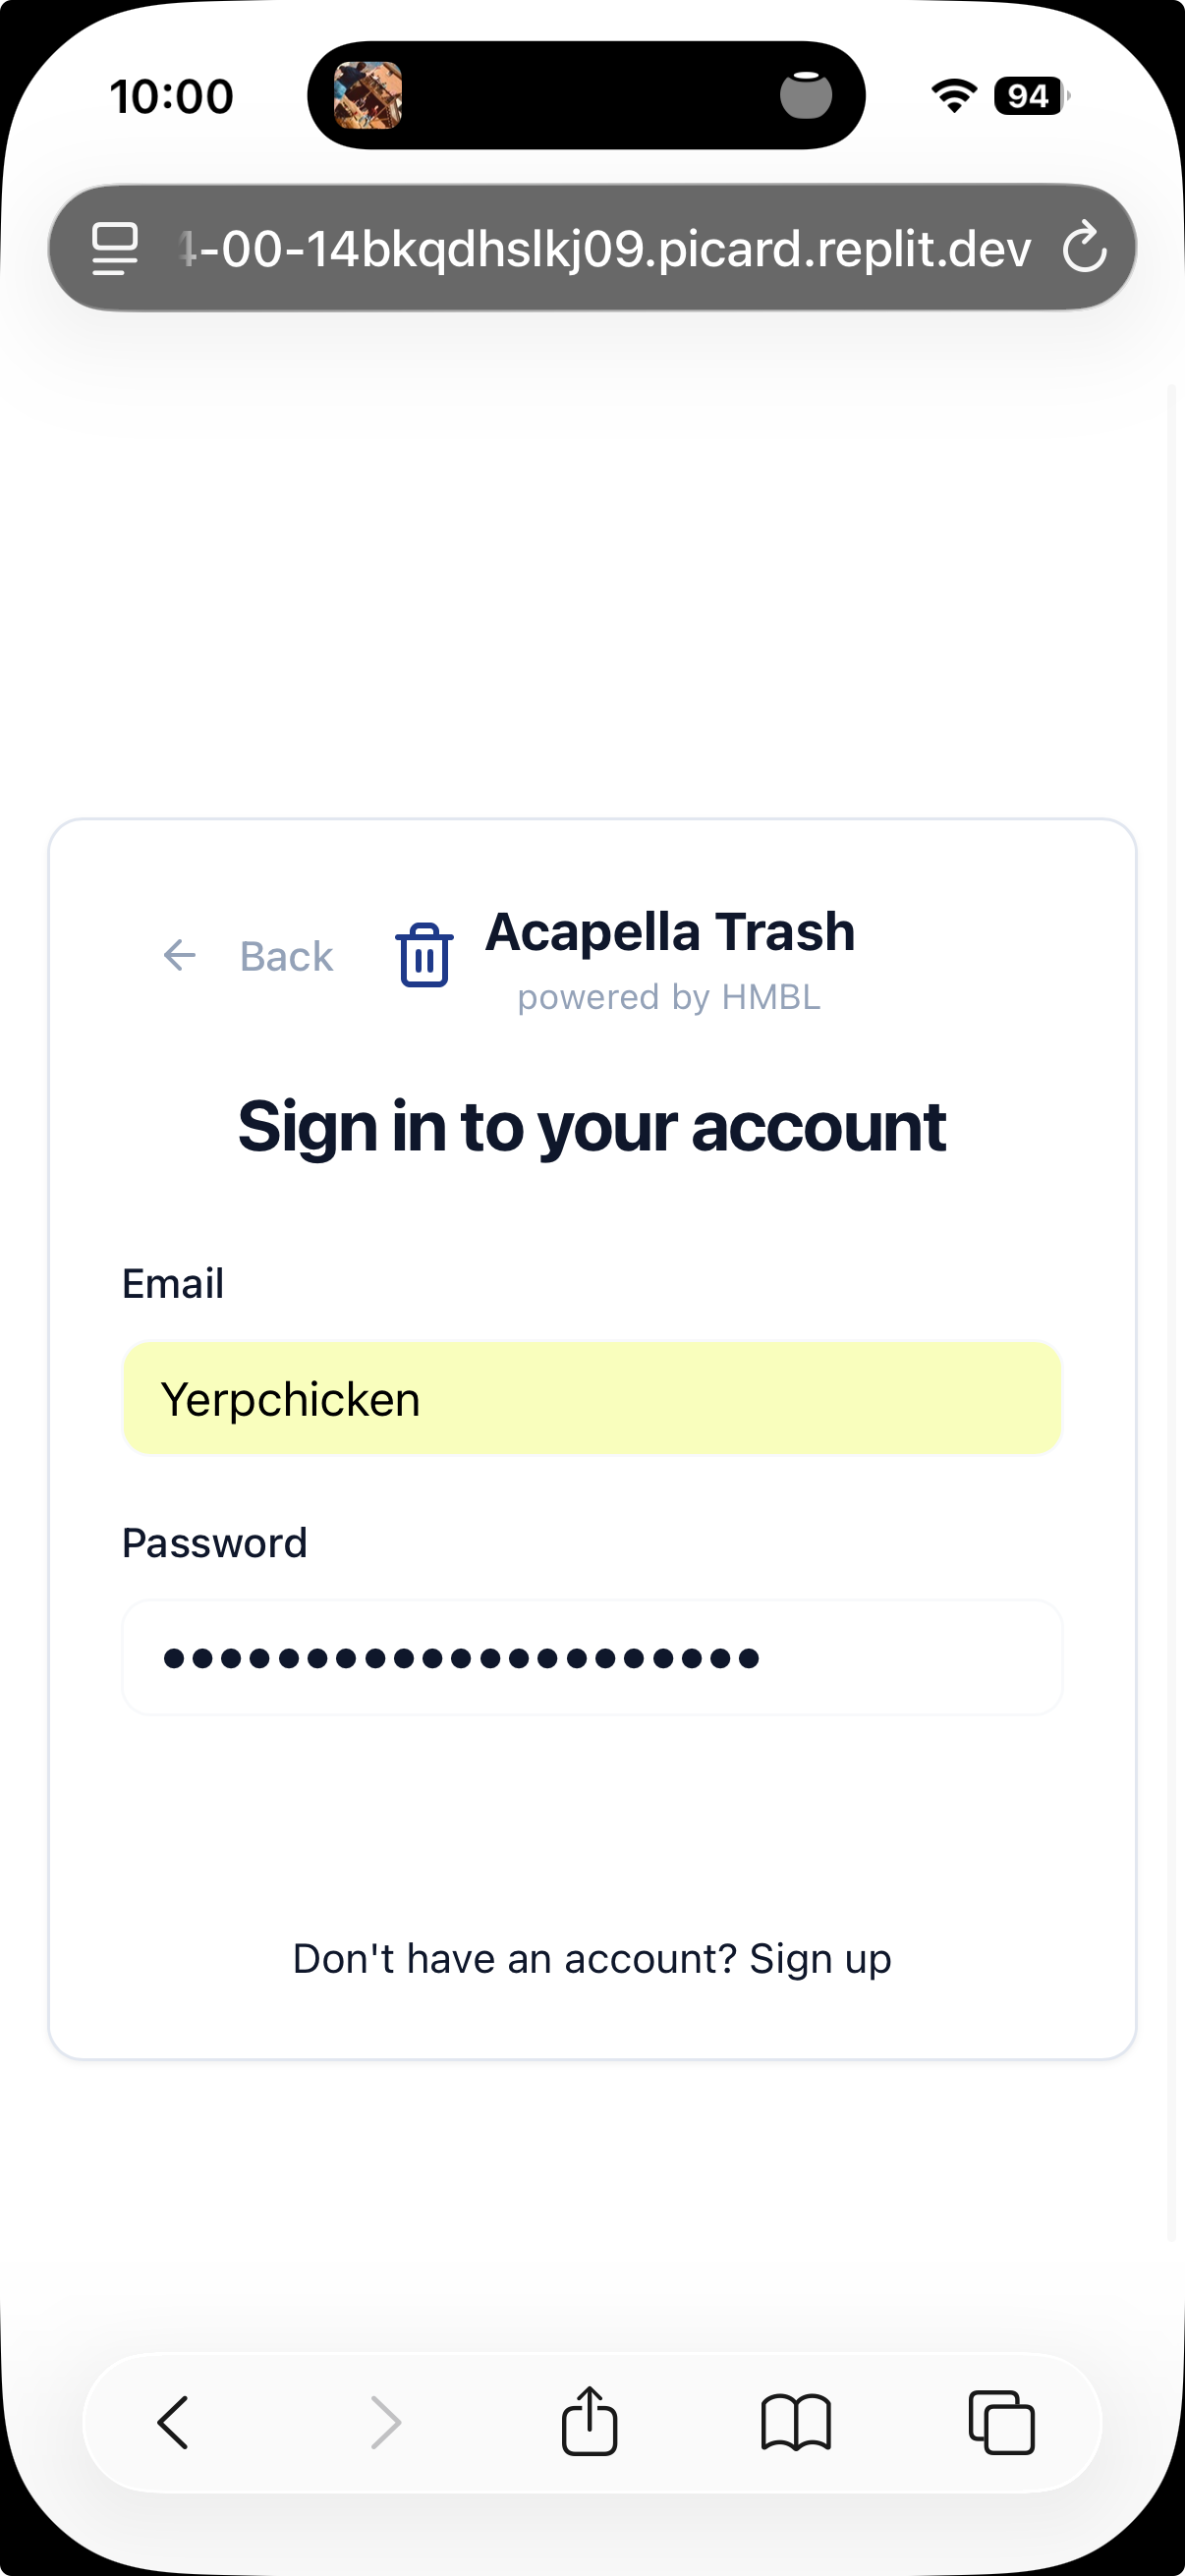 10:00
94
4-00-14bkqdhslkj09.picard.replit.dev
Back
Acapella Trash
powered by HMBL
Sign in to your account
Email
Yerpchicken
Password
Don't have an account? Sign up